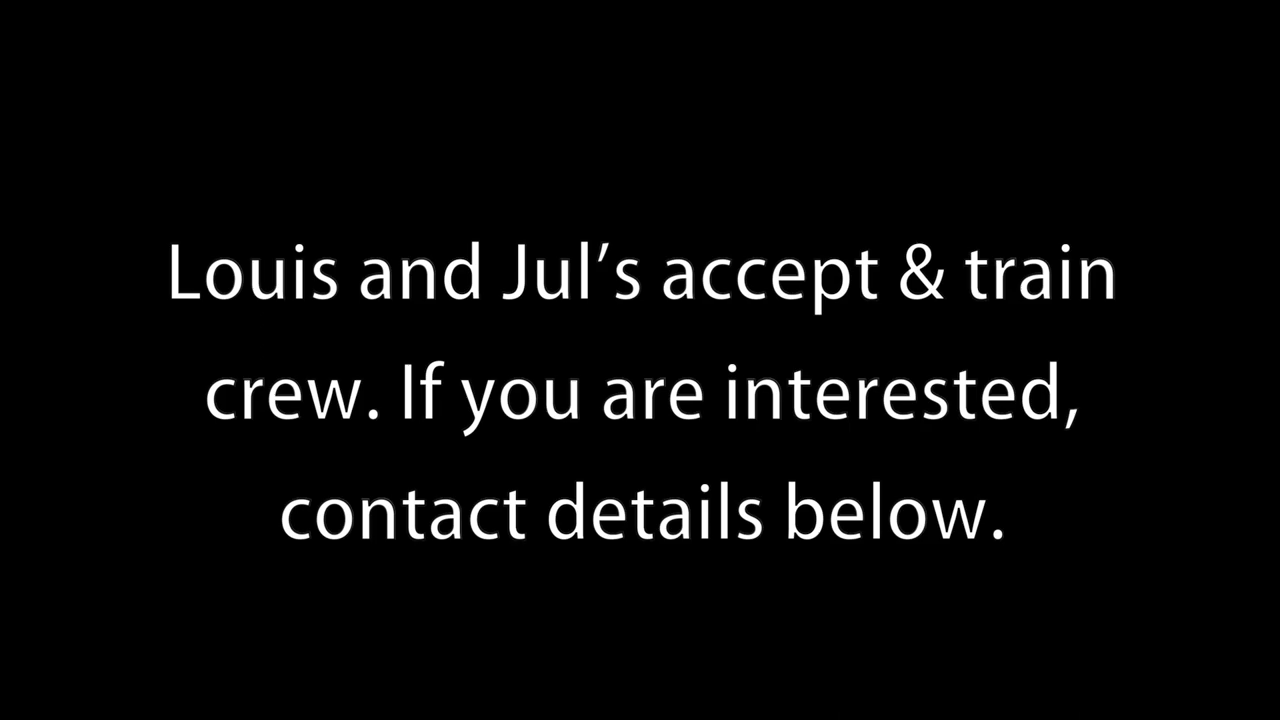 Louis and Jul’s accept & train
crew. If you are interested,
contact details below.